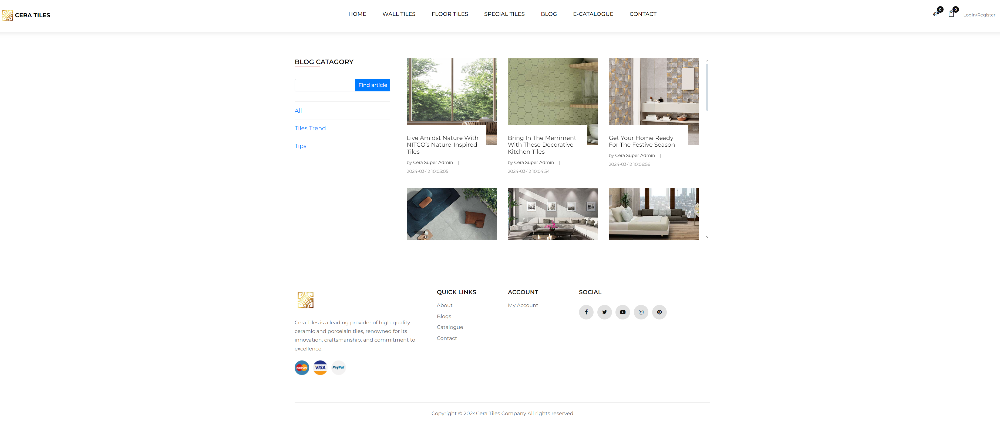 CERA TILES
HOME WALL TILES FLOOR TILES SPECIAL TILES BLOG E-CATALOGUE CONTACT
0 0 Login/Register
BLOG CATAGORY
Find article
All
Tiles Trend
Tips
Live Amidst Nature With
NITCO’s Nature-Inspired
Tiles
by Cera Super Admin |
2024-03-12 10:03:05
Bring In The Merriment
With These Decorative
Kitchen Tiles
by Cera Super Admin |
2024-03-12 10:04:54
Get Your Home Ready
For The Festive Season
by Cera Super Admin |
2024-03-12 10:06:56
Cera Tiles is a leading provider of high-quality
ceramic and porcelain tiles, renowned for its
innovation, craftsmanship, and commitment to
excellence.
MasterCard VISA PayPal
QUICK LINKS
About
Blogs
Catalogue
Contact
ACCOUNT
My Account
SOCIAL
Copyright © 2024Cera Tiles Company All rights reserved